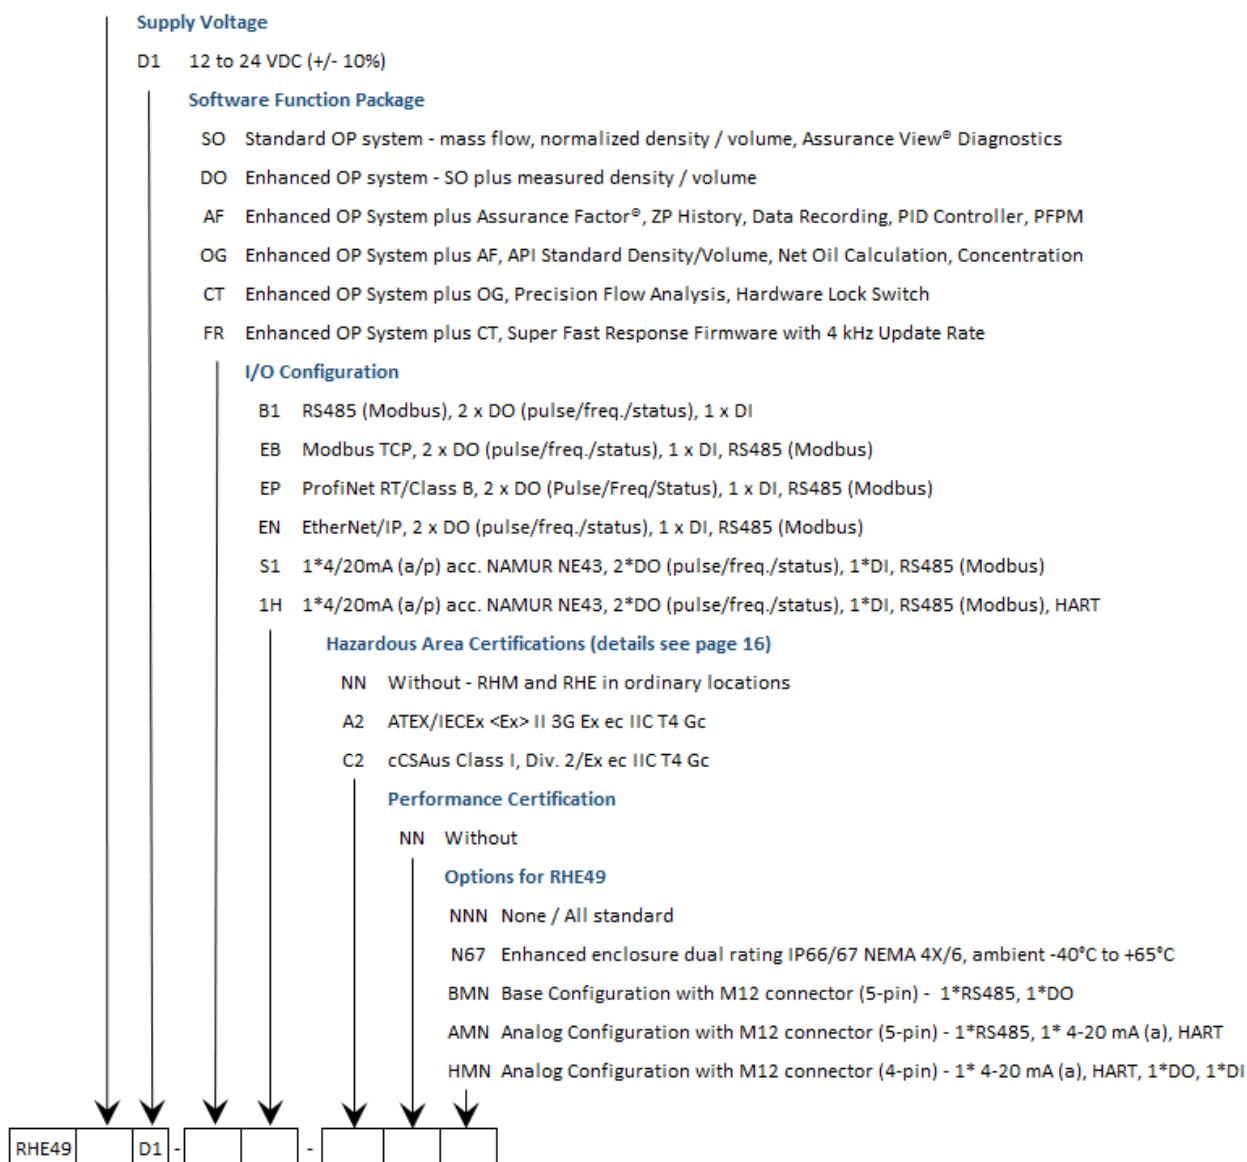 Supply Voltage
D1 12 to 24 VDC (+/- 10%)
Software Function Package
SO Standard OP system - mass flow, normalized density / volume, Assurance View® Diagnostics
DO Enhanced OP system - SO plus measured density / volume
AF Enhanced OP System plus Assurance Factor®, ZP History, Data Recording, PID Controller, PFPM
OG Enhanced OP System plus AF, API Standard Density/Volume, Net Oil Calculation, Concentration
CT Enhanced OP System plus OG, Precision Flow Analysis, Hardware Lock Switch
FR Enhanced OP System plus CT, Super Fast Response Firmware with 4 kHz Update Rate
I/O Configuration
B1 RS485 (Modbus), 2 x DO (pulse/freq./status), 1 x DI
EB Modbus TCP, 2 x DO (pulse/freq./status), 1 x DI, RS485 (Modbus)
EP ProfiNet RT/Class B, 2 x DO (Pulse/Freq/Status), 1 x DI, RS485 (Modbus)
EN EtherNet/IP, 2 x DO (pulse/freq./status), 1 x DI, RS485 (Modbus)
S1 1*4/20mA (a/p) acc. NAMUR NE43, 2*DO (pulse/freq./status), 1*DI, RS485 (Modbus)
1H 1*4/20mA (a/p) acc. NAMUR NE43, 2*DO (pulse/freq./status), 1*DI, RS485 (Modbus), HART
Hazardous Area Certifications (details see page 16)
NN Without - RHM and RHE in ordinary locations
A2 ATEX/IECEx <Ex> II 3G Ex ec IIC T4 Gc
C2 cCSAus Class I, Div. 2/Ex ec IIC T4 Gc
Performance Certification
NN Without
Options for RHE49
NNN None / All standard
N67 Enhanced enclosure dual rating IP66/67 NEMA 4X/6, ambient -40°C to +65°C
BMN Base Configuration with M12 connector (5-pin) - 1*RS485, 1*DO
AMN Analog Configuration with M12 connector (5-pin) - 1*RS485, 1* 4-20 mA (a), HART
HMN Analog Configuration with M12 connector (4-pin) - 1* 4-20 mA (a), HART, 1*DO, 1*DI
RHE49 D1 - -